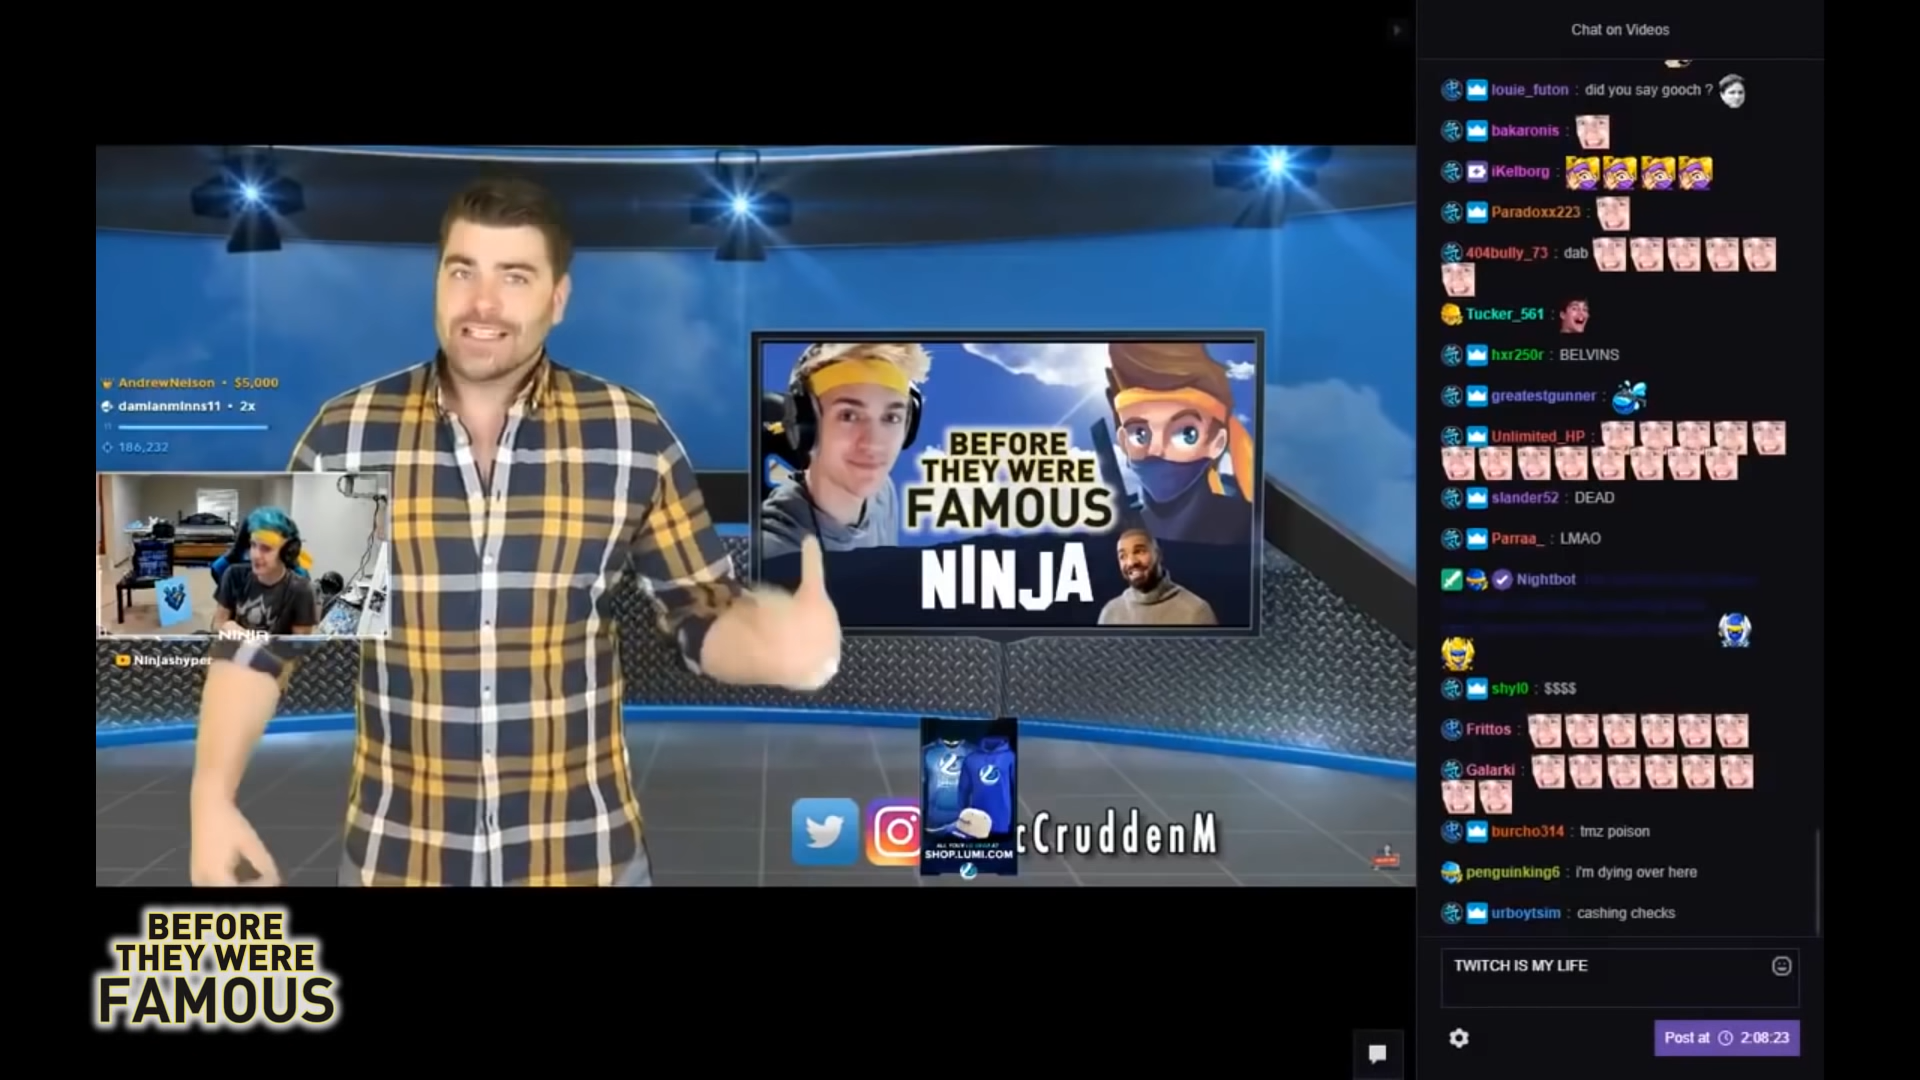 Chat on Videos
louie_futon : did you say gooch ?
bakaronis :
iKelborg :
Paradoxx223 :
404bully_73 : dab
Tucker_561 :
hxr250r : BELVINS
greatestgunner :
Unlimited_HP :
slander52 : DEAD
Parraa_ : LMAO
Nightbot
shyl0 : $$$$
Frittos :
Galarki :
burcho314 : tmz poison
penguinking6 : i'm dying over here
urboytsim : cashing checks
TWITCH IS MY LIFE
Post at 2:08:23
AndrewNelson • $5,000
damianminns11 • 2x
186,232
NINJA
Ninjashyper
BEFORE
THEY WERE
FAMOUS
NINJA
SHOP.LUMI.COM
cCruddenM
BEFORE
THEY WERE
FAMOUS